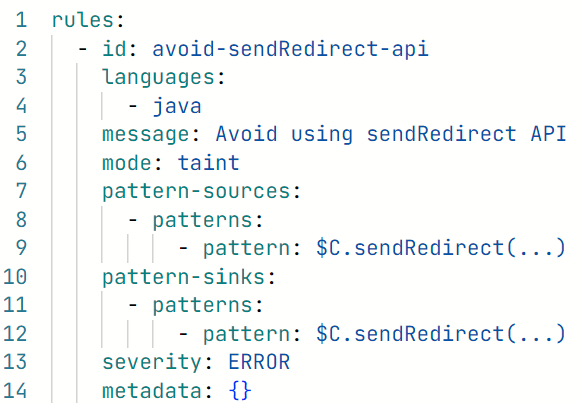 1 rules:
2   - id: avoid-sendRedirect-api
3     languages:
4       - java
5     message: Avoid using sendRedirect API
6     mode: taint
7     pattern-sources:
8       - patterns:
9           - pattern: $C.sendRedirect(...)
10     pattern-sinks:
11       - patterns:
12           - pattern: $C.sendRedirect(...)
13     severity: ERROR
14     metadata: {}